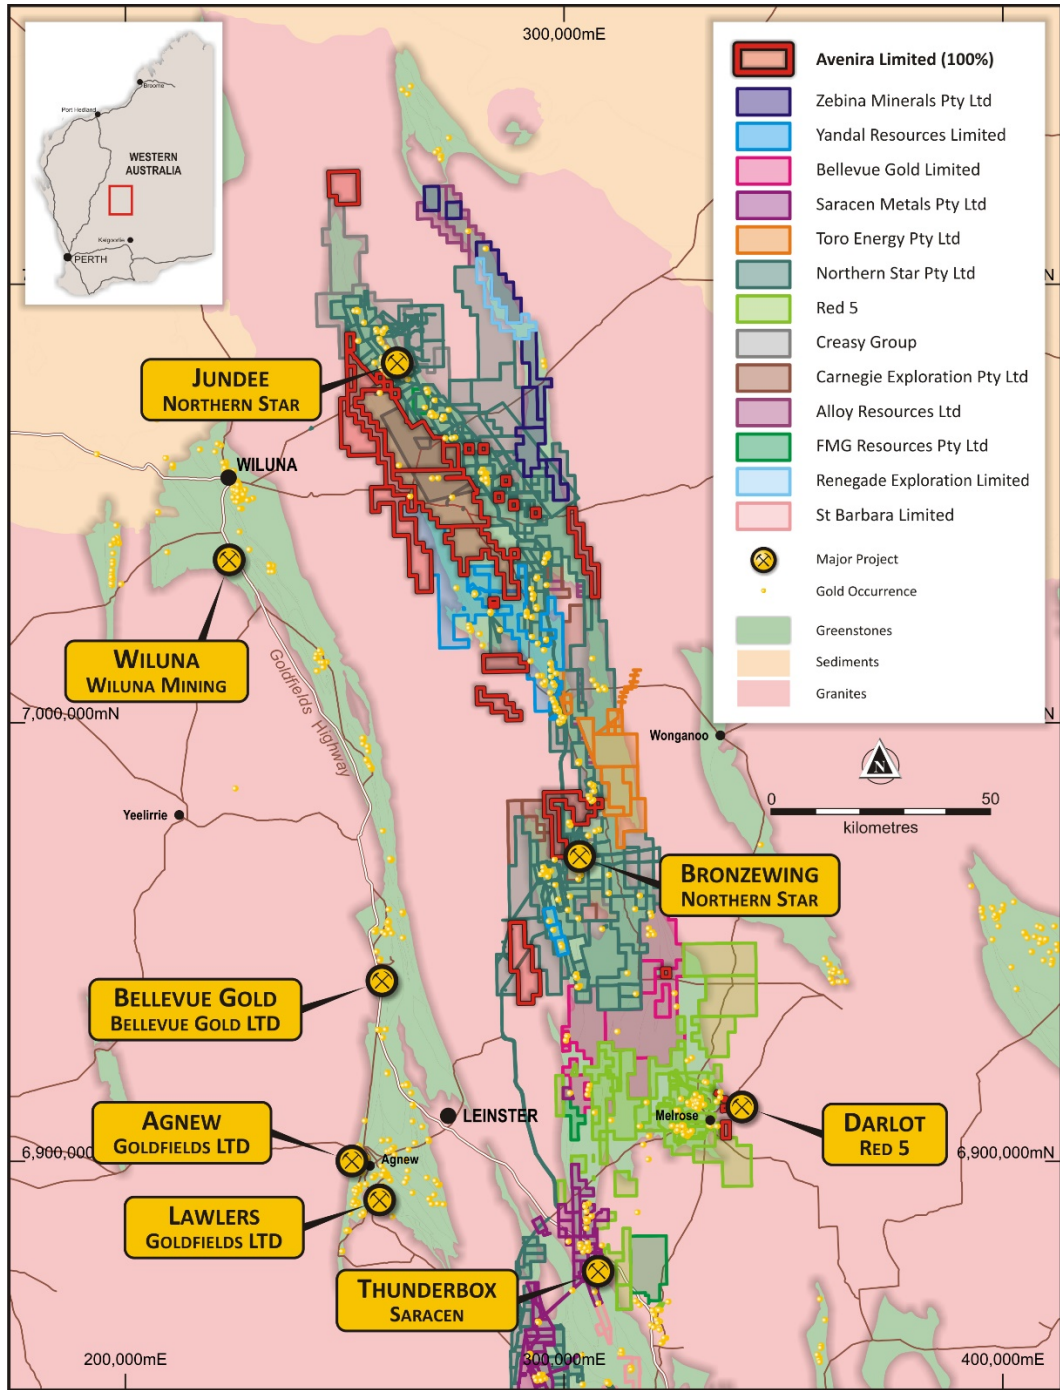 300,000mE
Broome
Port Hedland
WESTERN
AUSTRALIA
Kalgoorlie
PERTH
Avenira Limited (100%)
Zebina Minerals Pty Ltd
Yandal Resources Limited
Bellevue Gold Limited
Saracen Metals Pty Ltd
Toro Energy Pty Ltd
Northern Star Pty Ltd
Red 5
Creasy Group
Carnegie Exploration Pty Ltd
Alloy Resources Ltd
FMG Resources Pty Ltd
Renegade Exploration Limited
St Barbara Limited
Major Project
Gold Occurrence
Greenstones
Sediments
Granites
N
JUNDEE
NORTHERN STAR
WILUNA
WILUNA
WILUNA MINING
Goldfields Highway
7,000,000mN
N
Wonganoo
N
0 50
kilometres
Yeelirrie
BRONZEWING
NORTHERN STAR
BELLEVUE GOLD
BELLEVUE GOLD LTD
LEINSTER
Melrose
AGNEW
GOLDFIELDS LTD
DARLOT
RED 5
6,900,000
Agnew
6,900,000mN
LAWLERS
GOLDFIELDS LTD
THUNDERBOX
SARACEN
200,000mE
300,000mE
400,000mE